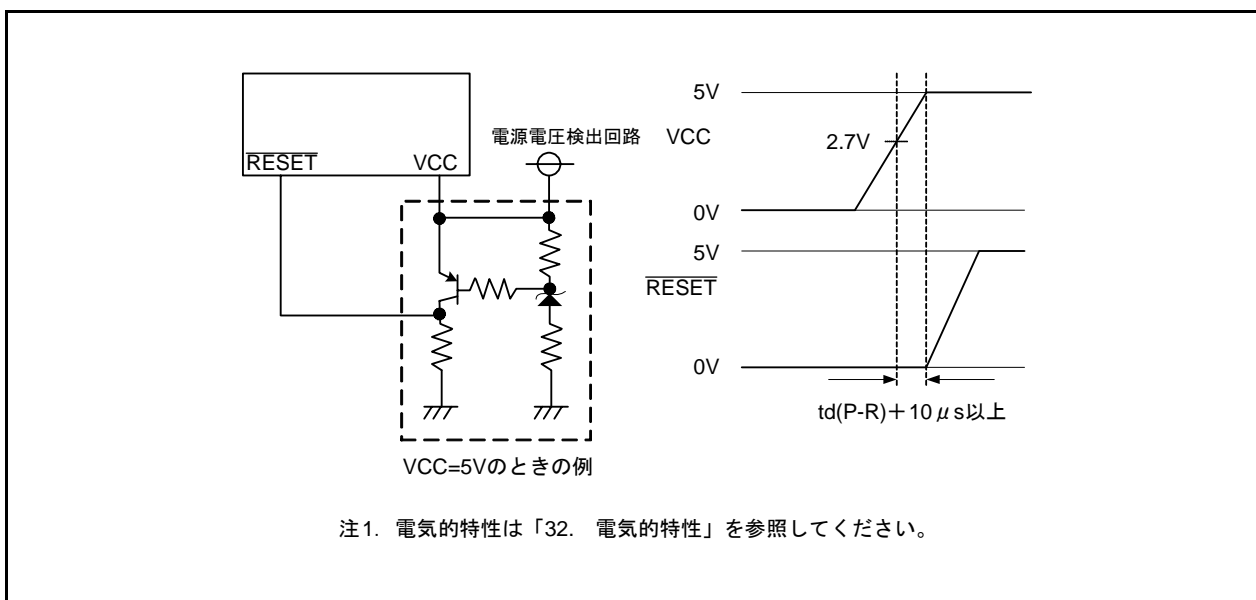 RESET
VCC
電源電圧検出回路
VCC=5Vのときの例
5V
VCC
2.7V
0V
5V
RESET
0V
td(P-R)＋10μs以上
注1. 電気的特性は「32. 電気的特性」を参照してください。